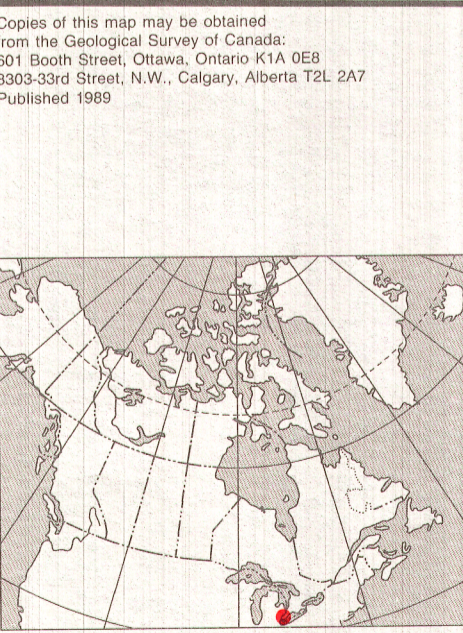 Copies of this map may be obtained
from the Geological Survey of Canada:
601 Booth Street, Ottawa, Ontario K1A 0E8
3303-33rd Street, N.W., Calgary, Alberta T2L 2A7
Published 1989